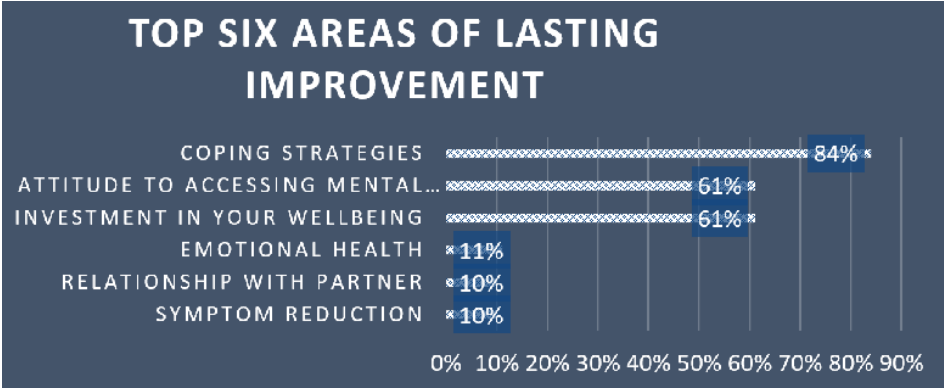 TOP SIX AREAS OF LASTING
IMPROVEMENT
COPING STRATEGIES 84%
ATTITUDE TO ACCESSING MENTAL... 61%
INVESTMENT IN YOUR WELLBEING 61%
EMOTIONAL HEALTH 11%
RELATIONSHIP WITH PARTNER 10%
SYMPTOM REDUCTION 10%
0% 10% 20% 30% 40% 50% 60% 70% 80% 90%